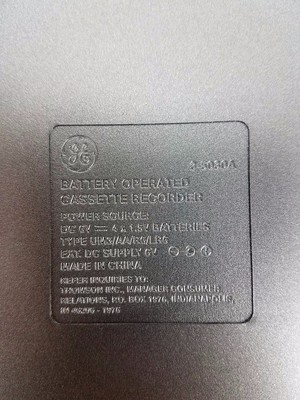 3-5030A
BATTERY OPERATED
CASSETTE RECORDER
POWER SOURCE:
DC 6V 4 x 1.5V BATTERIES
TYPE UM3/AA/R6/LR6
EXT. DC SUPPLY 6V
MADE IN CHINA
REFER INQUIRIES TO:
THOMSON INC., MANAGER CONSUMER
RELATIONS, P.O. BOX 1976, INDIANAPOLIS,
IN 46206 - 1976